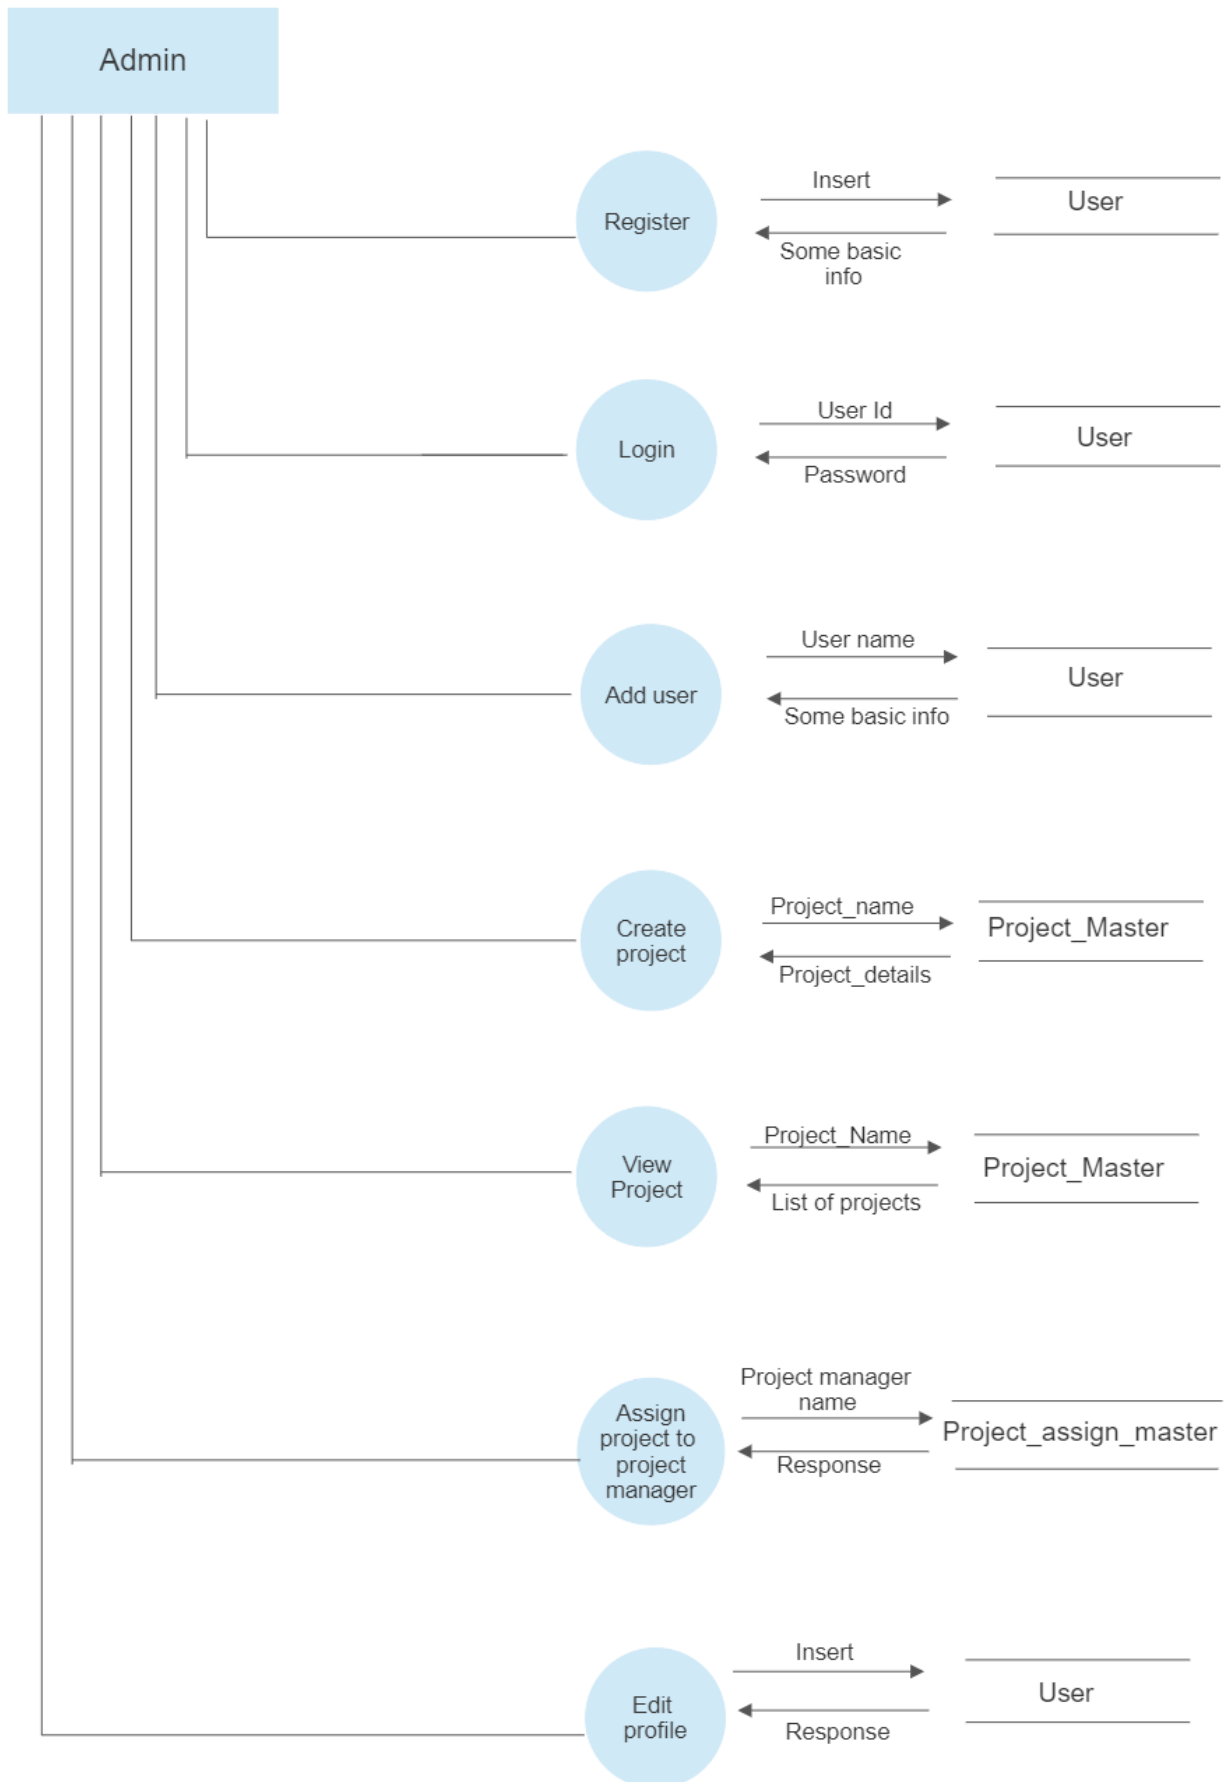 Admin
Insert
User
Register
Some basic
info
User Id
User
Login
Password
User name
User
Add user
Some basic info
Project_name
Create
project
Project_Master
Project_details
Project_Name
View
Project
Project_Master
List of projects
Project manager
name
Assign
project to
project
manager
Project_assign_master
Response
Insert
User
Edit
profile
Response